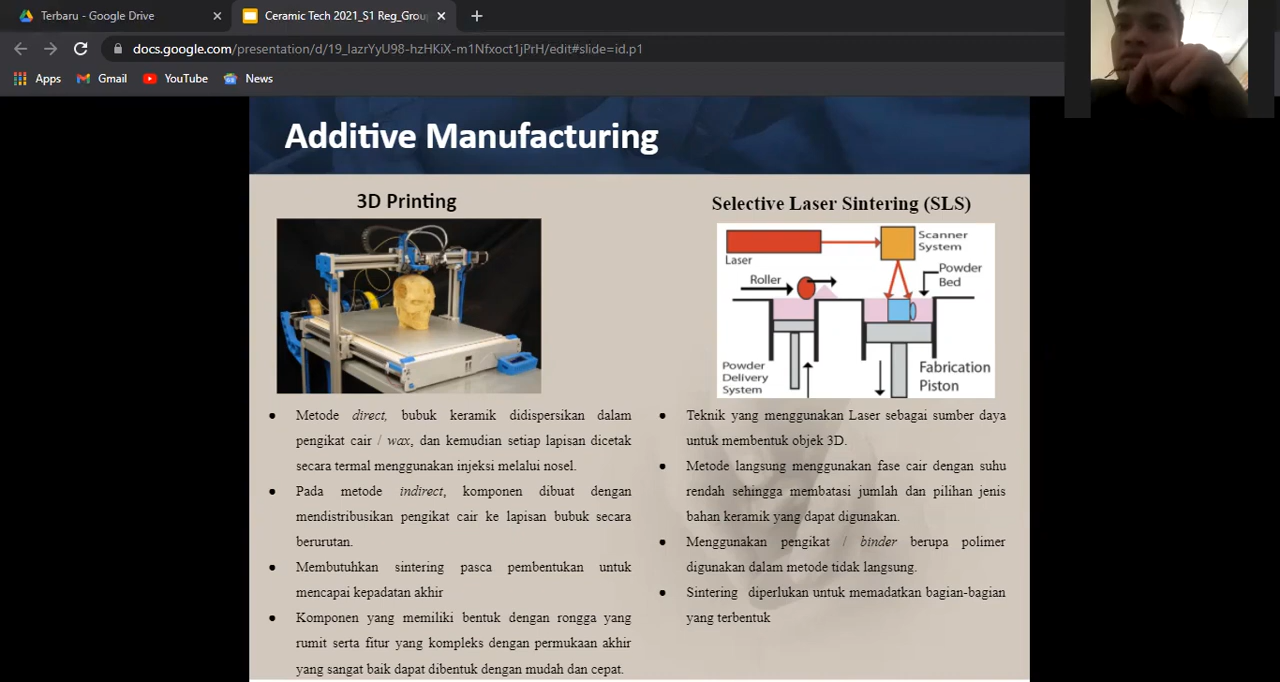 Terbaru - Google Drive
Ceramic Tech 2021_S1 Reg_Group
docs.google.com/presentation/d/19_IazrYyU98-hzHKiX-m1Nfxoct1jPrH/edit#slide=id.p1
Apps Gmail YouTube News
Additive Manufacturing
3D Printing
Metode direct, bubuk keramik didispersikan dalam
pengikat cair / wax, dan kemudian setiap lapisan dicetak
secara termal menggunakan injeksi melalui nosel.
Pada metode indirect, komponen dibuat dengan
mendistribusikan pengikat cair ke lapisan bubuk secara
berurutan.
Membutuhkan sintering pasca pembentukan untuk
mencapai kepadatan akhir
Komponen yang memiliki bentuk dengan rongga yang
rumit serta fitur yang kompleks dengan permukaan akhir
yang sangat baik dapat dibentuk dengan mudah dan cepat.
Selective Laser Sintering (SLS)
Laser
Scanner
System
Roller
Powder
Bed
Powder
Delivery
System
Fabrication
Piston
Teknik yang menggunakan Laser sebagai sumber daya
untuk membentuk objek 3D.
Metode langsung menggunakan fase cair dengan suhu
rendah sehingga membatasi jumlah dan pilihan jenis
bahan keramik yang dapat digunakan.
Menggunakan pengikat / binder berupa polimer
digunakan dalam metode tidak langsung.
Sintering diperlukan untuk memadatkan bagian-bagian
yang terbentuk